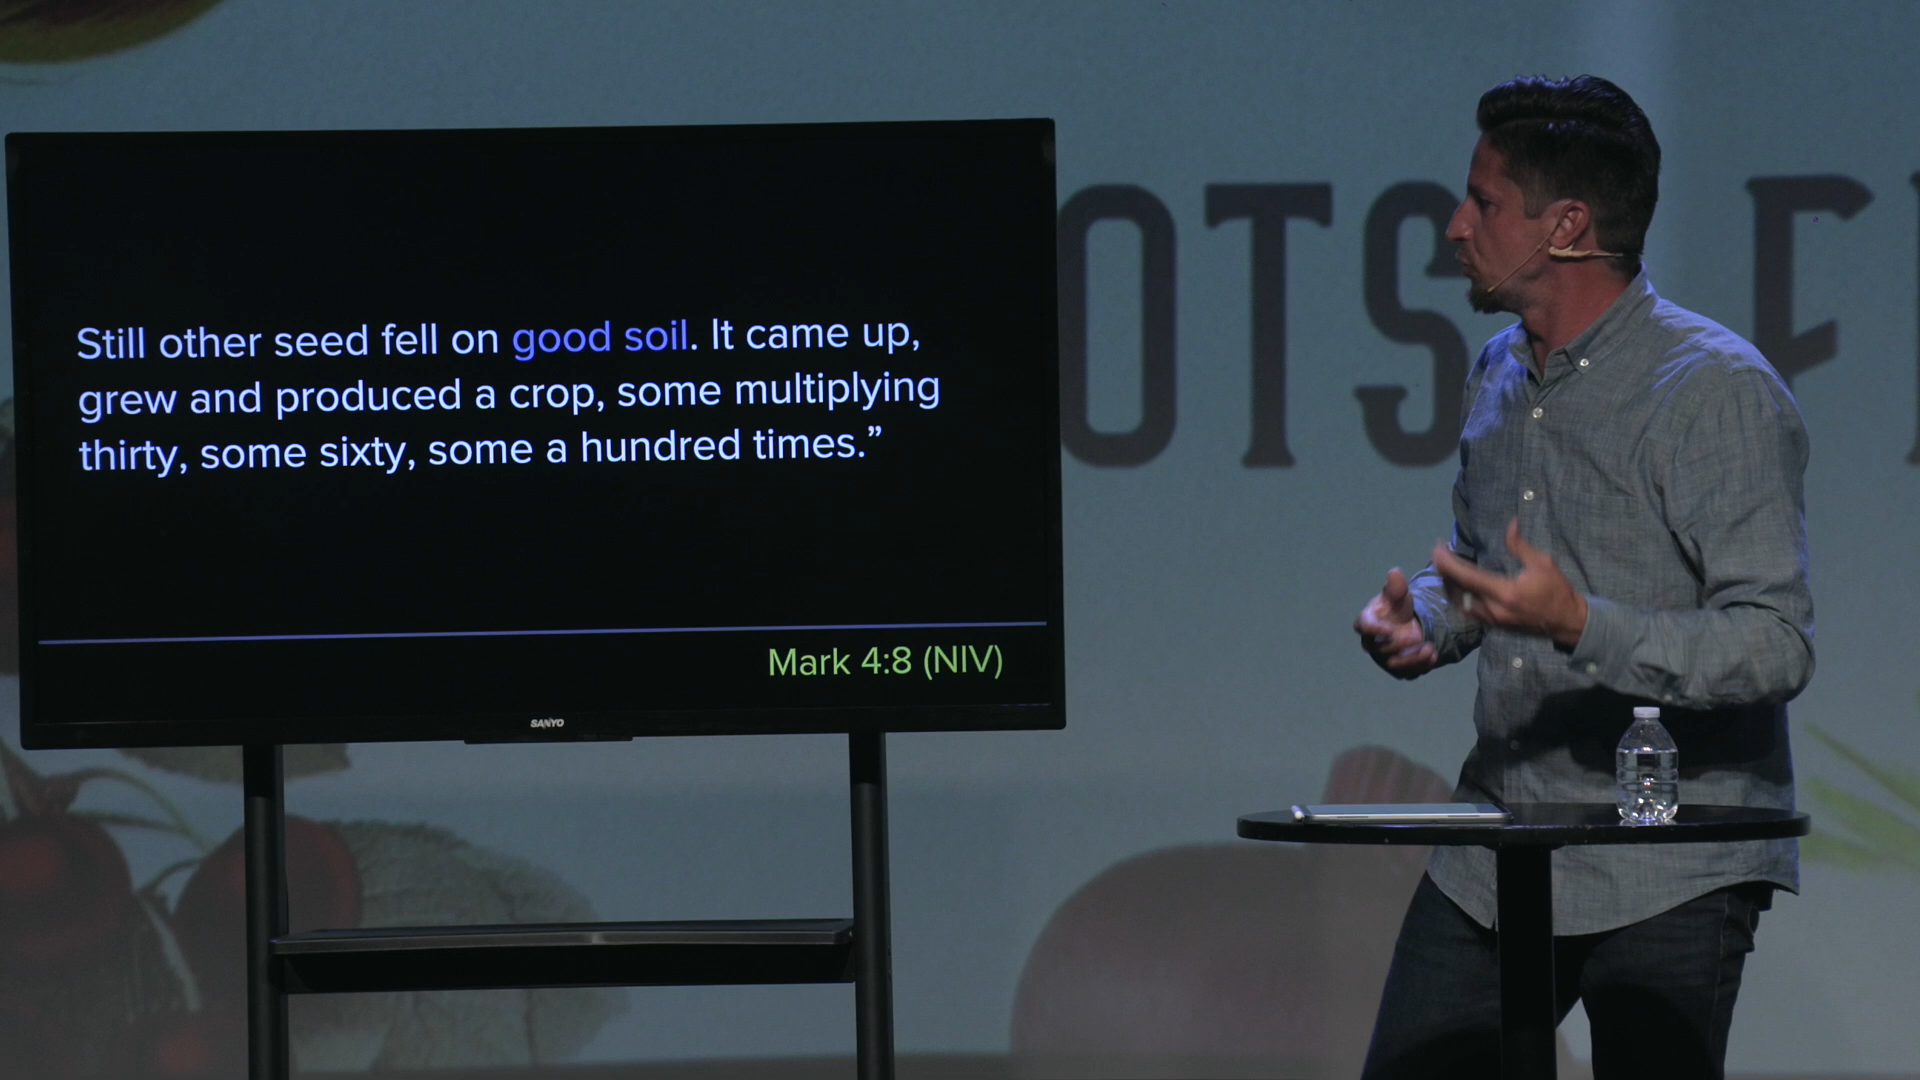 Still other seed fell on good soil. It came up,
grew and produced a crop, some multiplying
thirty, some sixty, some a hundred times.”
Mark 4:8 (NIV)
SANYO
OTS F